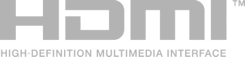 HDMI™
HIGH-DEFINITION MULTIMEDIA INTERFACE